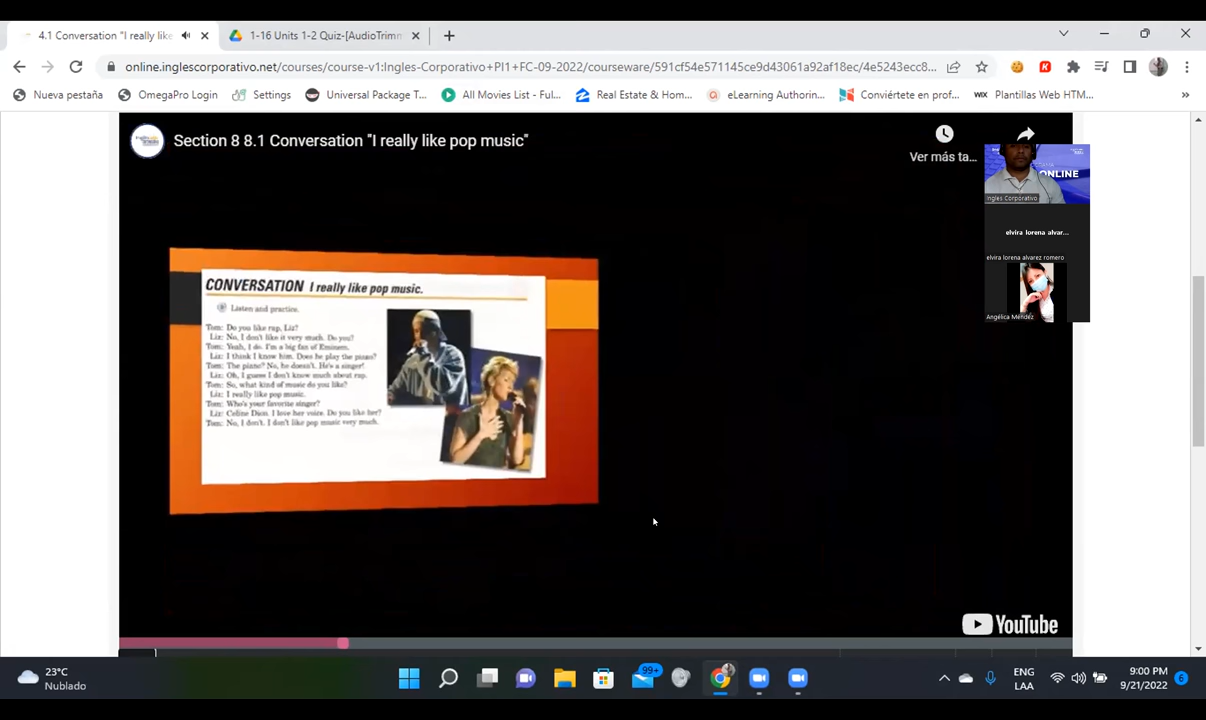 4.1 Conversation "I really like
1-16 Units 1-2 Quiz-[AudioTrimm
online.inglescorporativo.net/courses/course-v1:Ingles-Corporativo+PI1+FC-09-2022/courseware/591cf54e571145ce9d43061a92af18ec/4e5243ecc8...
Nueva pestaña
OmegaPro Login
Settings
Universal Package T...
All Movies List - Ful...
Real Estate & Hom...
eLearning Authorin...
Conviértete en prof...
WIX Plantillas Web HTM...
»
Section 8 8.1 Conversation "I really like pop music"
Ver más ta...
ONLINE
Ingles Corporativo
elvira lorena alvar...
elvira lorena alvarez romero
Angélica Méndez
CONVERSATION I really like pop music.
Listen and practice.
Tom: Do you like rap, Liz?
Liz: No, I don't like it very much. Do you?
Tom: Yeah, I do. I'm a big fan of Eminem.
Liz: I think I know him. Does he play the piano?
Tom: The piano? No, he doesn't. He's a singer!
Liz: Oh, I guess I don't know much about rap.
Tom: So, what kind of music do you like?
Liz: I really like pop music.
Tom: Who's your favorite singer?
Liz: Celine Dion. I love her voice. Do you like her?
Tom: No, I don't. I don't like pop music very much.
YouTube
23°C
Nublado
99+
ENG
LAA
9:00 PM
9/21/2022
6